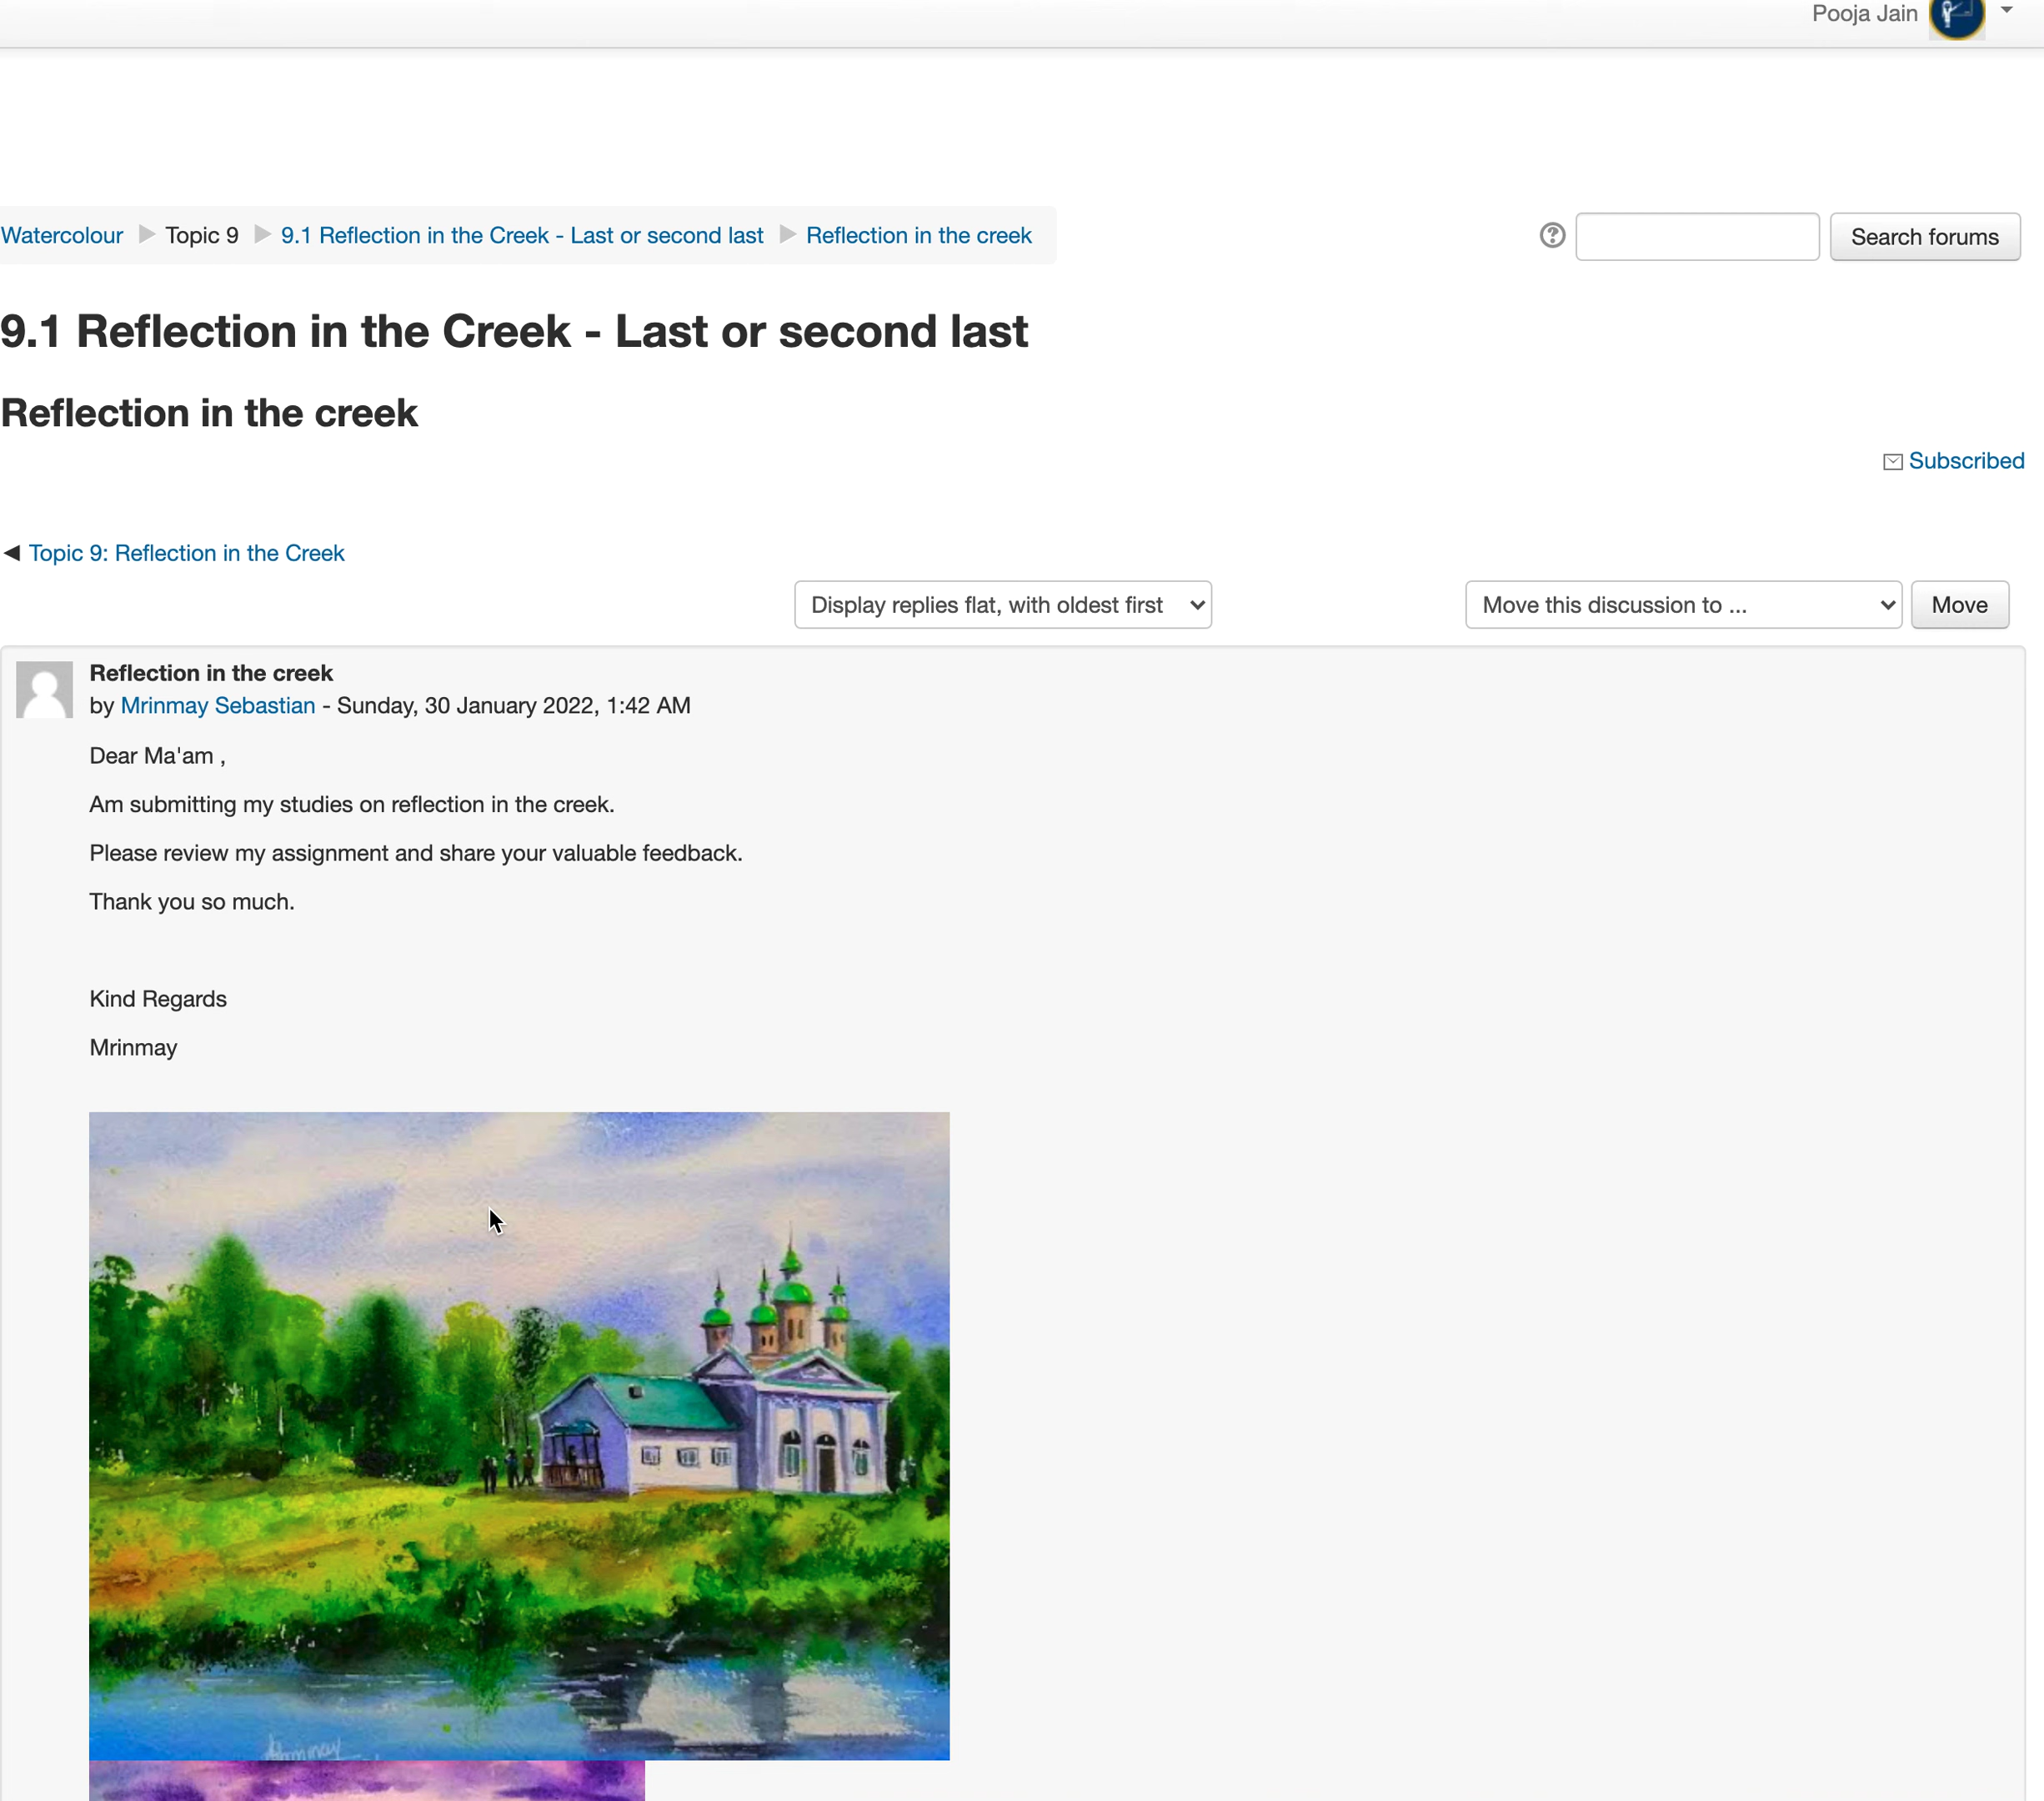 Pooja Jain
Watercolour Topic 9 9.1 Reflection in the Creek - Last or second last Reflection in the creek
Search forums
9.1 Reflection in the Creek - Last or second last
Reflection in the creek
Subscribed
Topic 9: Reflection in the Creek
Display replies flat, with oldest first
Move this discussion to ...
Move
Reflection in the creek
by Mrinmay Sebastian - Sunday, 30 January 2022, 1:42 AM
Dear Ma'am ,
Am submitting my studies on reflection in the creek.
Please review my assignment and share your valuable feedback.
Thank you so much.
Kind Regards
Mrinmay